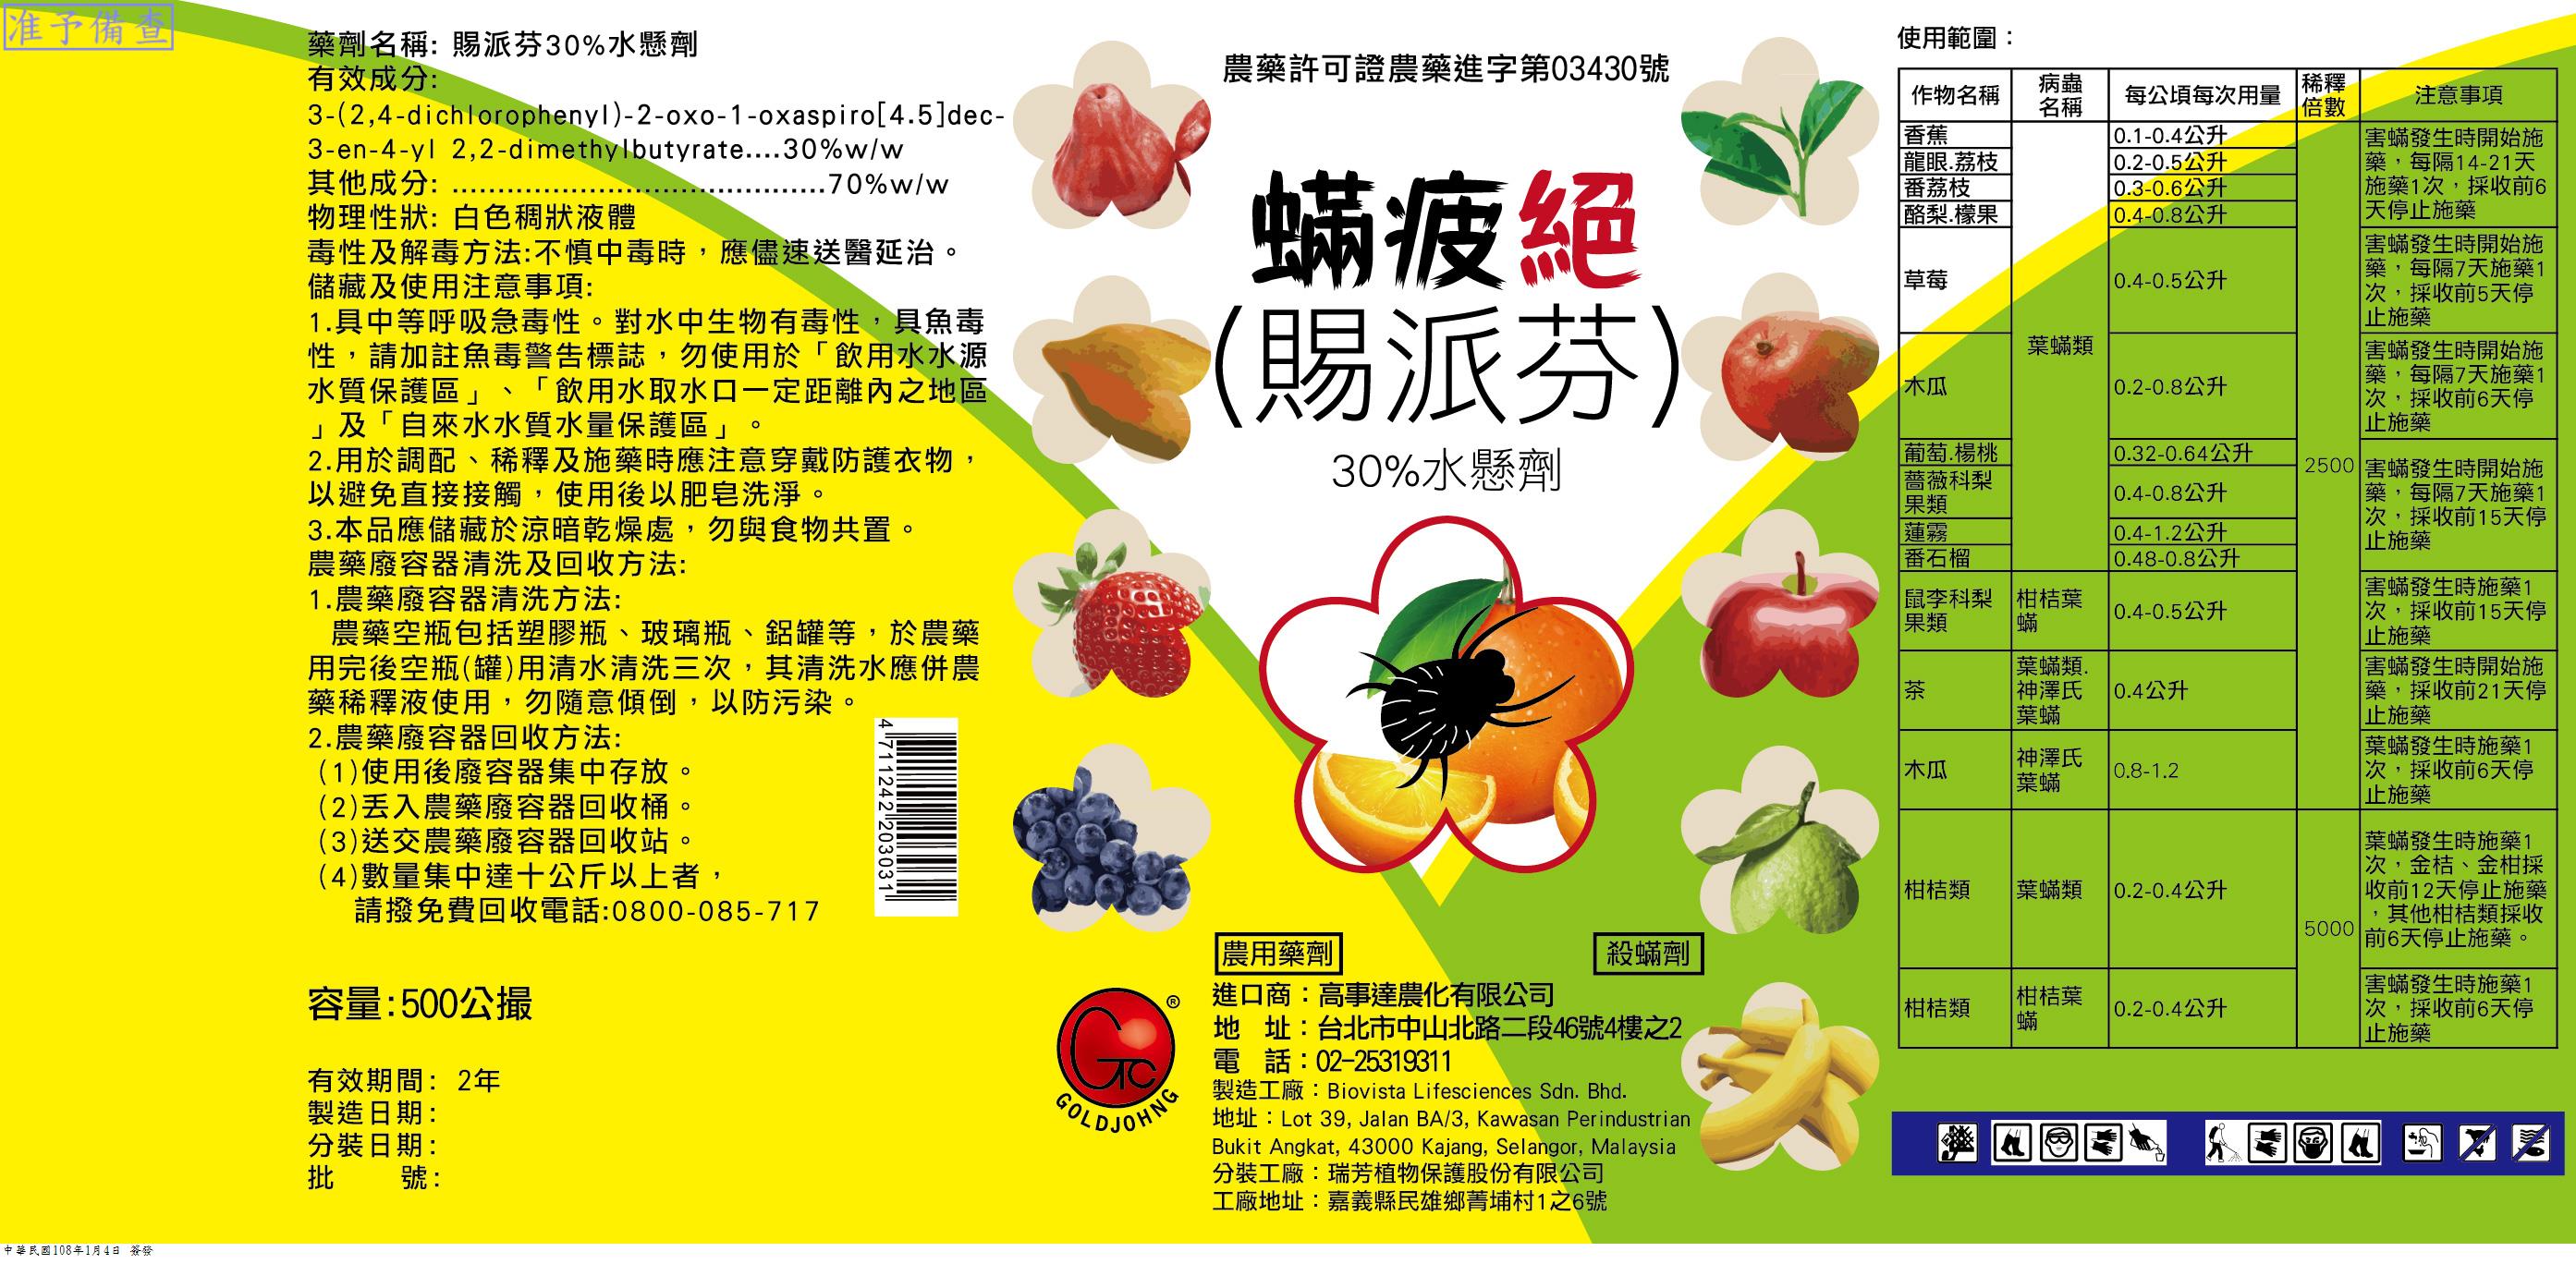 准予備查
藥劑名稱: 賜派芬30%水懸劑
有效成分:
3-(2,4-dichlorophenyl)-2-oxo-1-oxaspiro[4.5]dec-
3-en-4-yl 2,2-dimethylbutyrate....30%w/w
其他成分: .........................................70%w/w
物理性狀: 白色稠狀液體
毒性及解毒方法:不慎中毒時，應儘速送醫延治。
儲藏及使用注意事項:
1.具中等呼吸急毒性。對水中生物有毒性，具魚毒
性，請加註魚毒警告標誌，勿使用於「飲用水水源
水質保護區」、「飲用水取水口一定距離內之地區
」及「自來水水質水量保護區」。
2.用於調配、稀釋及施藥時應注意穿戴防護衣物，
以避免直接接觸，使用後以肥皂洗淨。
3.本品應儲藏於涼暗乾燥處，勿與食物共置。
農藥廢容器清洗及回收方法:
1.農藥廢容器清洗方法:
農藥空瓶包括塑膠瓶、玻璃瓶、鋁罐等，於農藥
用完後空瓶(罐)用清水清洗三次，其清洗水應併農
藥稀釋液使用，勿隨意傾倒，以防污染。
2.農藥廢容器回收方法:
(1)使用後廢容器集中存放。
(2)丟入農藥廢容器回收桶。
(3)送交農藥廢容器回收站。
(4)數量集中達十公斤以上者，
請撥免費回收電話:0800-085-717
4 711242 203031
容量:500公撮
有效期間: 2年
製造日期:
分裝日期:
批 號:
農藥許可證農藥進字第03430號
蟎疲絕
(賜派芬)
30%水懸劑
農用藥劑
殺蟎劑
GTC ®
GOLDJOHNG
進口商：高事達農化有限公司
地 址：台北市中山北路二段46號4樓之2
電 話：02-25319311
製造工廠：Biovista Lifesciences Sdn. Bhd.
地址：Lot 39, Jalan BA/3, Kawasan Perindustrian
Bukit Angkat, 43000 Kajang, Selangor, Malaysia
分裝工廠：瑞芳植物保護股份有限公司
工廠地址：嘉義縣民雄鄉菁埔村1之6號
使用範圍：
作物名稱
病蟲
名稱
每公頃每次用量
稀釋
倍數
注意事項
香蕉
0.1-0.4公升
龍眼.荔枝
0.2-0.5公升
番荔枝
0.3-0.6公升
酪梨.檬果
0.4-0.8公升
害蟎發生時開始施
藥，每隔14-21天
施藥1次，採收前6
天停止施藥
草莓
0.4-0.5公升
害蟎發生時開始施
藥，每隔7天施藥1
次，採收前5天停
止施藥
葉蟎類
木瓜
0.2-0.8公升
害蟎發生時開始施
藥，每隔7天施藥1
次，採收前6天停
止施藥
葡萄.楊桃
0.32-0.64公升
2500
薔薇科梨
果類
0.4-0.8公升
蓮霧
0.4-1.2公升
番石榴
0.48-0.8公升
害蟎發生時開始施
藥，每隔7天施藥1
次，採收前15天停
止施藥
鼠李科梨
果類
柑桔葉
蟎
0.4-0.5公升
害蟎發生時施藥1
次，採收前15天停
止施藥
茶
葉蟎類.
神澤氏
葉蟎
0.4公升
害蟎發生時開始施
藥，採收前21天停
止施藥
木瓜
神澤氏
葉蟎
0.8-1.2
葉蟎發生時施藥1
次，採收前6天停
止施藥
柑桔類
葉蟎類
0.2-0.4公升
5000
葉蟎發生時施藥1
次，金桔、金柑採
收前12天停止施藥
，其他柑桔類採收
前6天停止施藥。
柑桔類
柑桔葉
蟎
0.2-0.4公升
害蟎發生時施藥1
次，採收前6天停
止施藥
中華民國108年1月4日 簽發